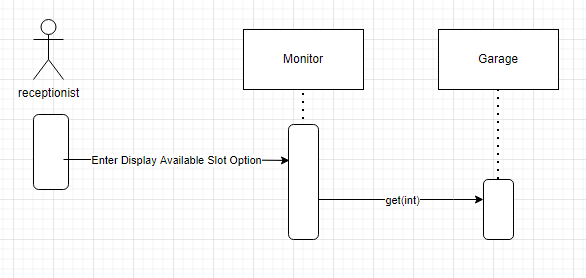 Monitor
Garage
receptionist
Enter Display Available Slot Option
get(int)